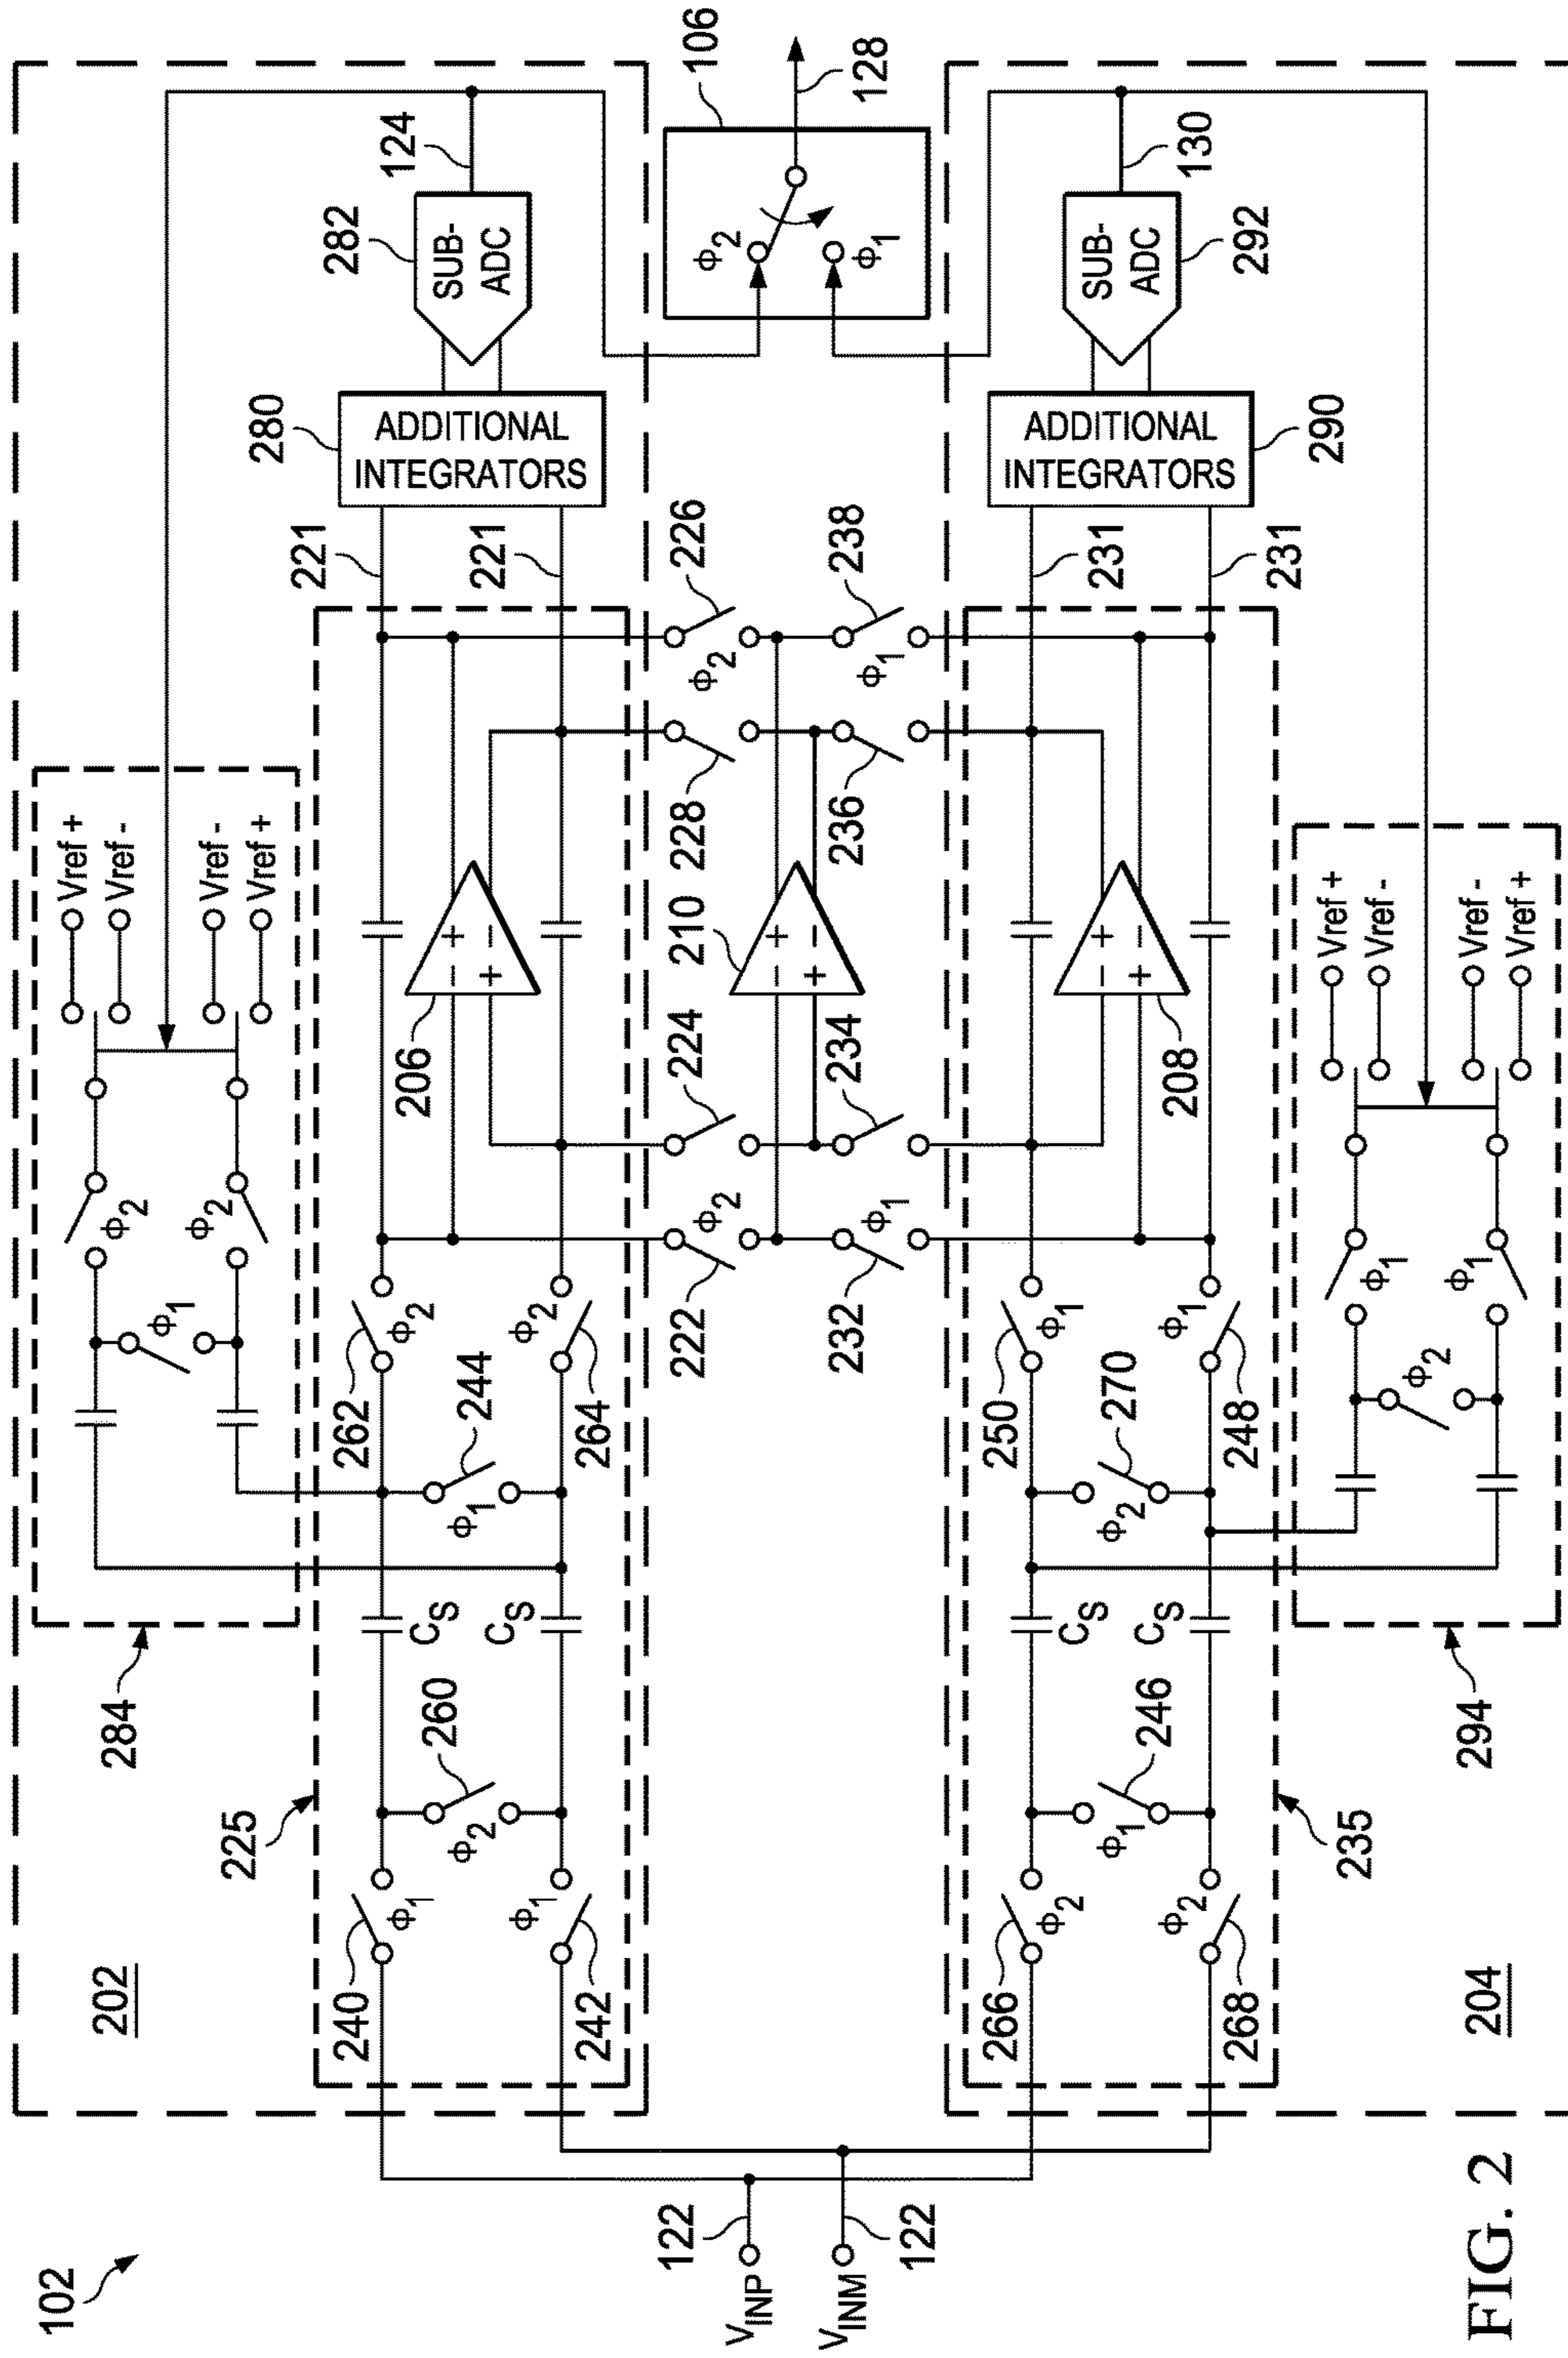 102
202
284
Vref +
Vref -
Vref -
Vref +
ϕ2
ϕ2
ϕ1
225
240
ϕ1
242
ϕ1
260
ϕ2
CS
CS
244
ϕ1
262
ϕ2
264
ϕ2
206
- +
+ -
221
221
280
ADDITIONAL
INTEGRATORS
282
SUB-
ADC
124
VINP
122
VINM
122
222
ϕ2
224
228
ϕ2
226
210
- +
+ -
232
ϕ1
234
236
ϕ1
238
106
ϕ2
ϕ1
128
204
235
266
ϕ2
268
ϕ2
246
ϕ1
CS
CS
270
ϕ2
250
ϕ1
248
ϕ1
208
- +
+ -
231
231
290
ADDITIONAL
INTEGRATORS
292
SUB-
ADC
130
294
ϕ2
ϕ1
ϕ1
Vref +
Vref -
Vref -
Vref +
FIG. 2